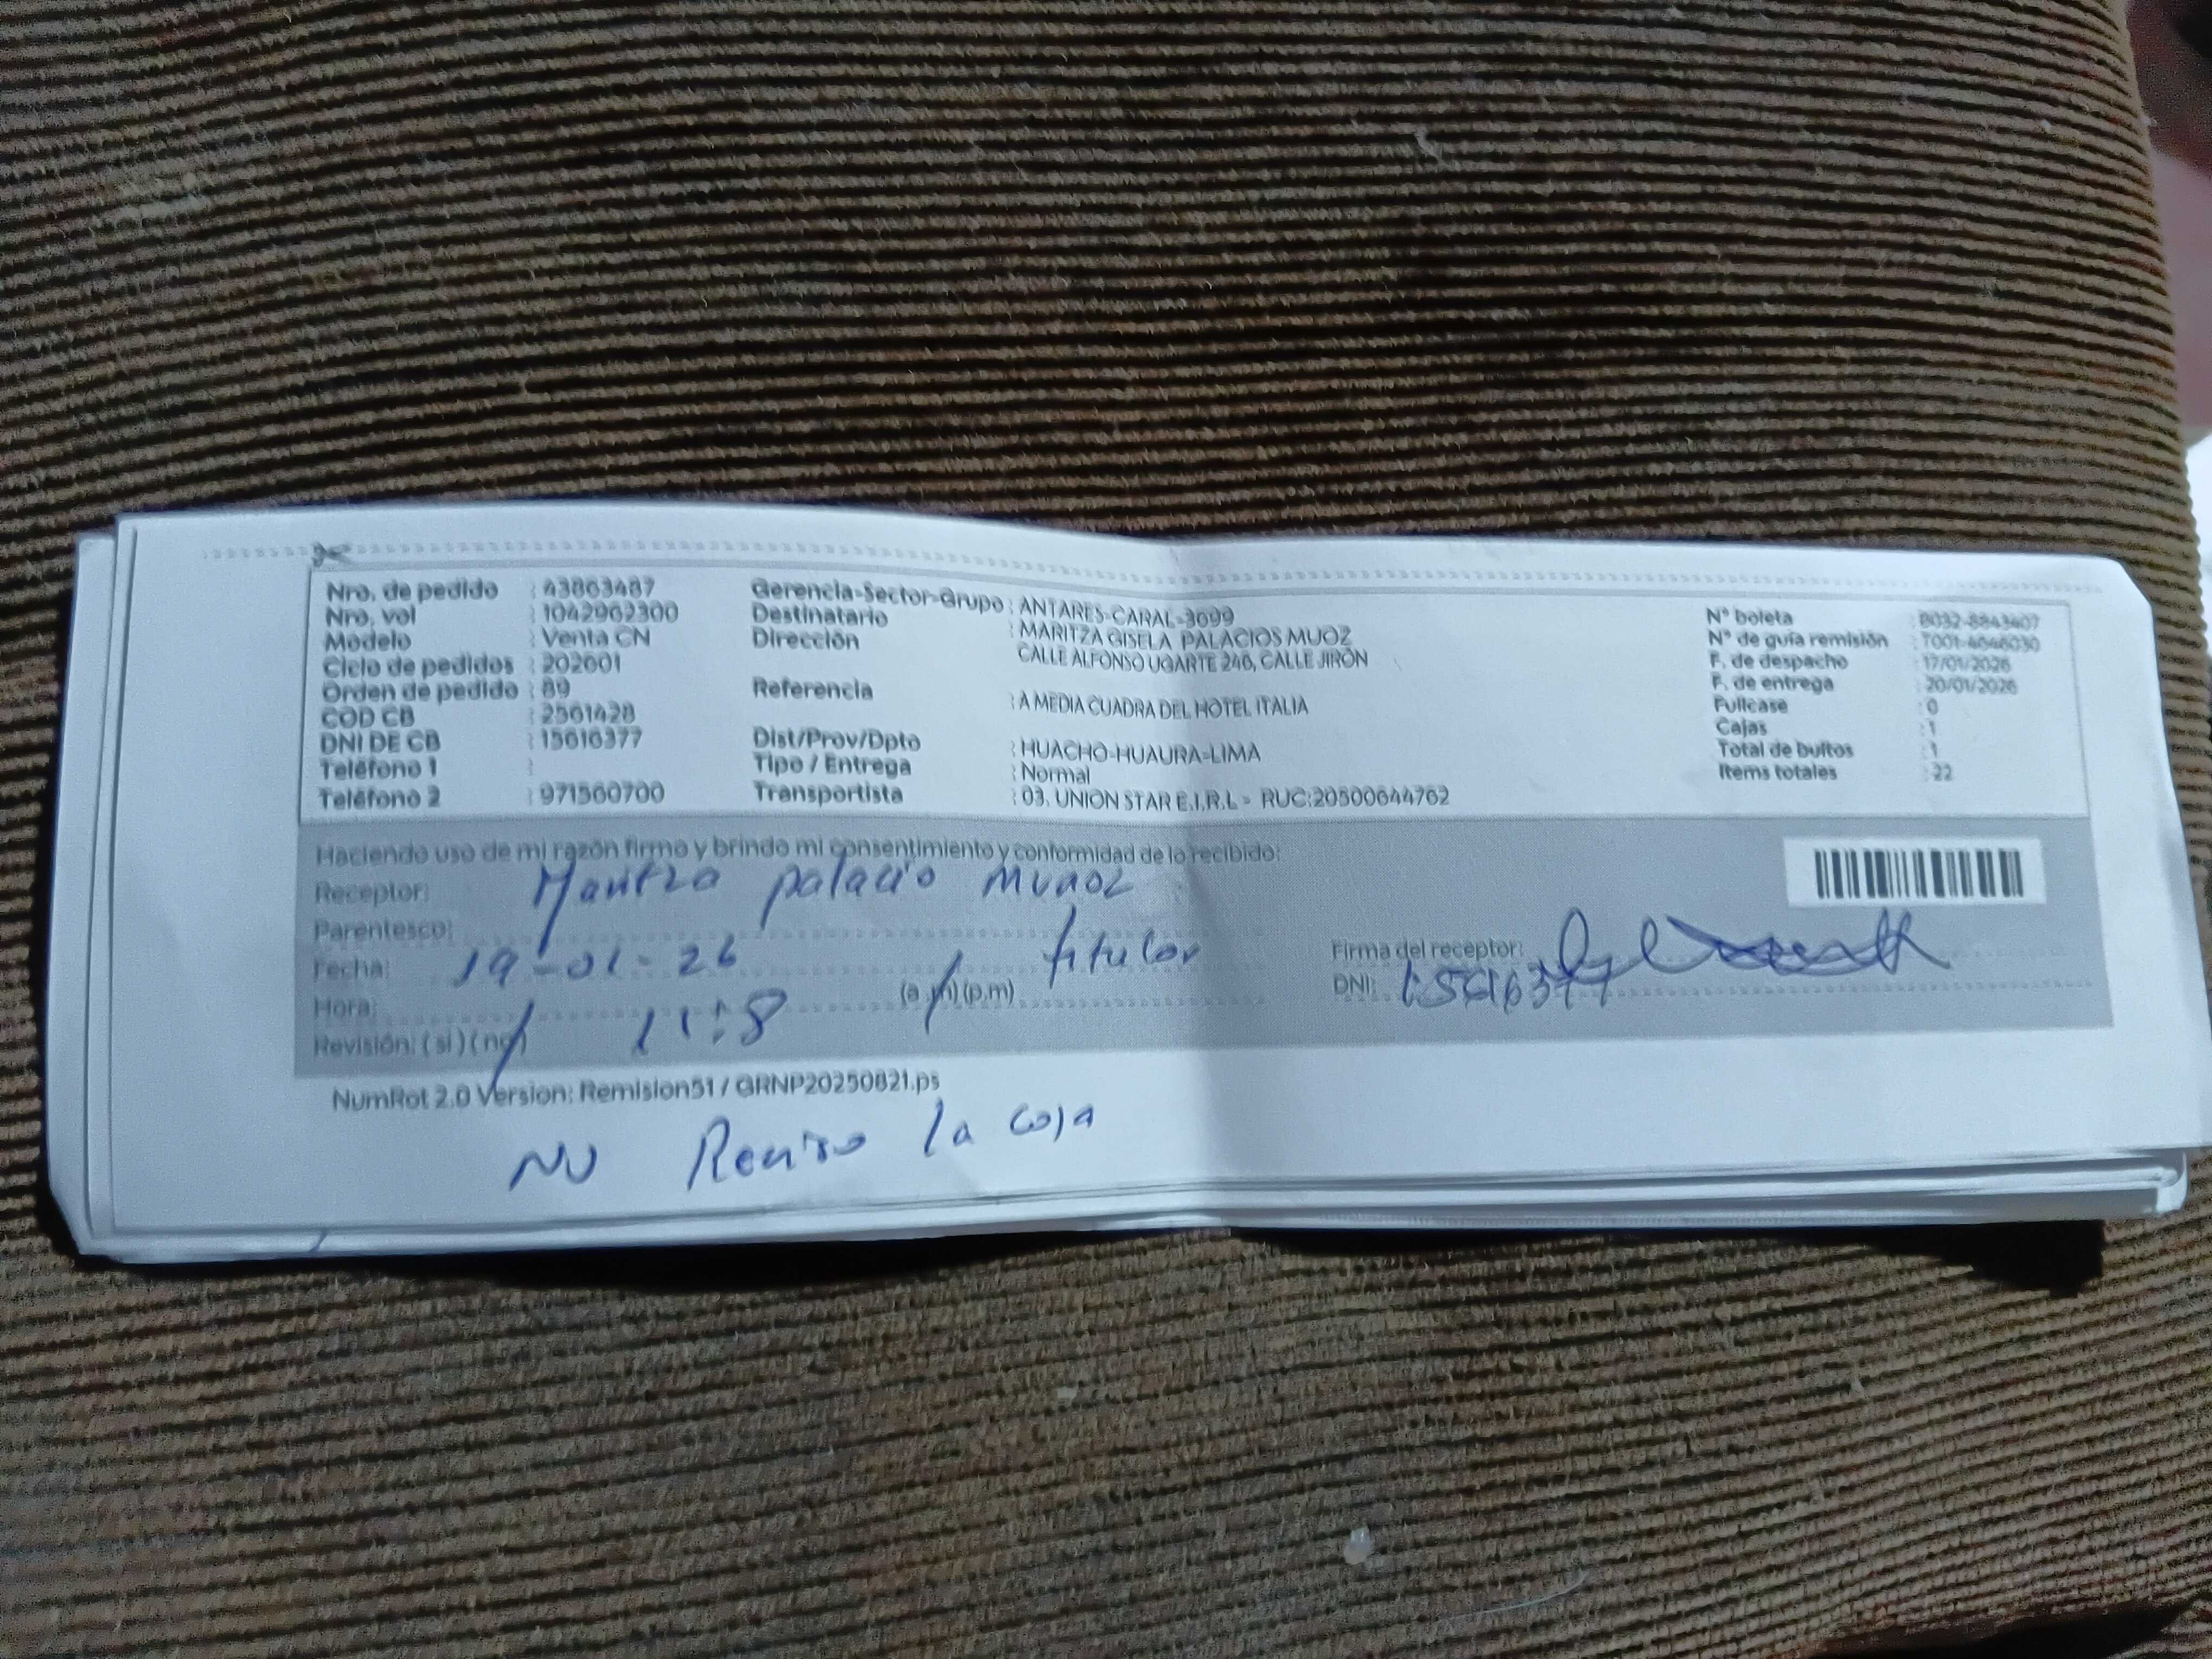 Nro. de pedido : 43863487
Nro. vol : 1042962300
Modelo : Venta CN
Ciclo de pedidos : 202601
Orden de pedido : 89
COD CB : 2561428
DNI DE CB : 15616377
Teléfono 1 :
Teléfono 2 : 971560700
Gerencia-Sector-Grupo : ANTARES-CARAL-3099
Destinatario : MARITZA GISELA PALACIOS MUOZ
Dirección CALLE ALFONSO UGARTE 246, CALLE JIRÓN
Referencia : A MEDIA CUADRA DEL HOTEL ITALIA
Dist/Prov/Dpto : HUACHO-HUAURA-LIMA
Tipo / Entrega : Normal
Transportista : 03. UNION STAR E.I.R.L - RUC:20500644762
N° boleta : B032-8843407
N° de guía remisión : T001-4646030
F. de despacho : 17/01/2026
F. de entrega : 20/01/2026
Fullcase : 0
Cajas : 1
Total de bultos : 1
Items totales : 22
Haciendo uso de mi razón firmo y brindo mi consentimiento y conformidad de lo recibido:
Receptor: Maritza palacio
Parentesco: titular
Fecha: 19-01-26
Hora: 11:8 (a.m) (p.m)
Revisión: ( si ) ( no )
Firma del receptor:
DNI: 15616377
NumRot 2.0 Version: Remision51 / GRNP20250821.ps
NO Reviso la caja